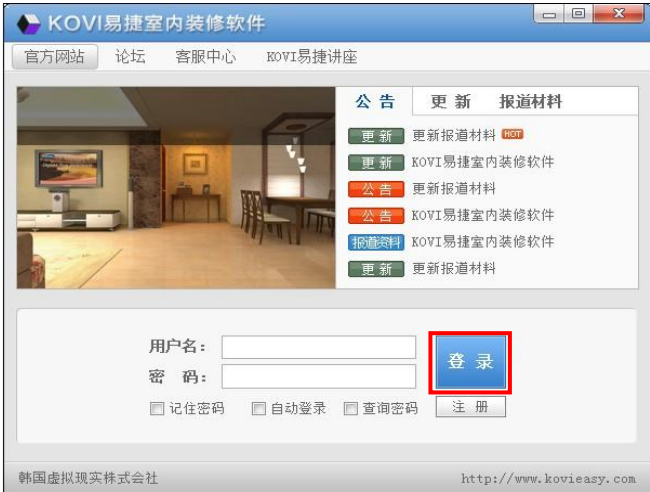 KOVI易捷室内装修软件
官方网站 论坛 客服中心 KOVI易捷讲座
公 告 更 新 报道材料
更 新 更新报道材料 HOT
更 新 KOVI易捷室内装修软件
公 告 更新报道材料
公 告 KOVI易捷室内装修软件
报道资料 KOVI易捷室内装修软件
更 新 更新报道材料
用户名：
登 录
密 码：
记住密码 自动登录 查询密码 注 册
韩国虚拟现实株式会社 http://www.kovieasy.com